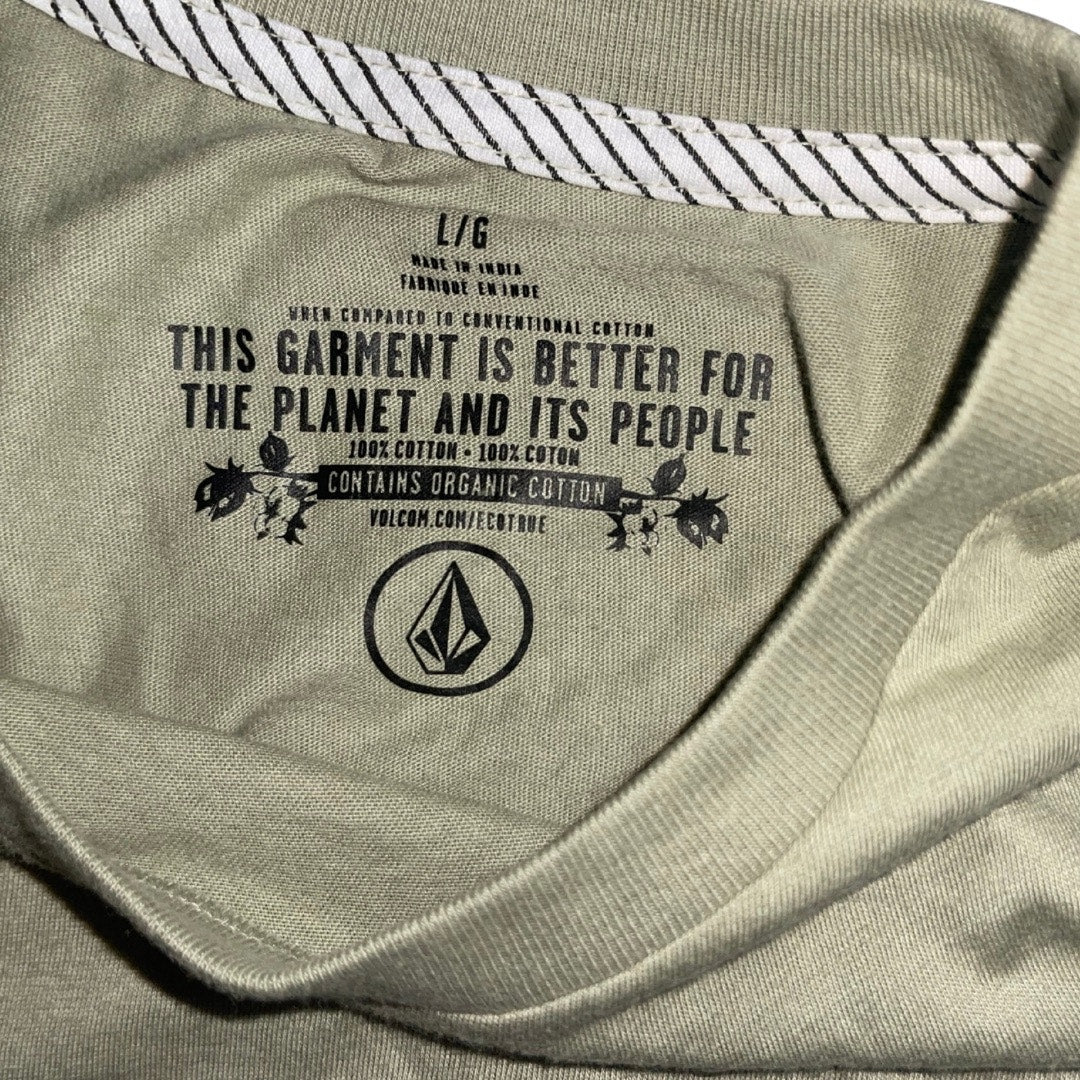 L/G
MADE IN INDIA
FABRIQUE EN INDE
WHEN COMPARED TO CONVENTIONAL COTTON
THIS GARMENT IS BETTER FOR
THE PLANET AND ITS PEOPLE
100% COTTON • 100% COTON
CONTAINS ORGANIC COTTON
VOLCOM.COM/ECOTRUE